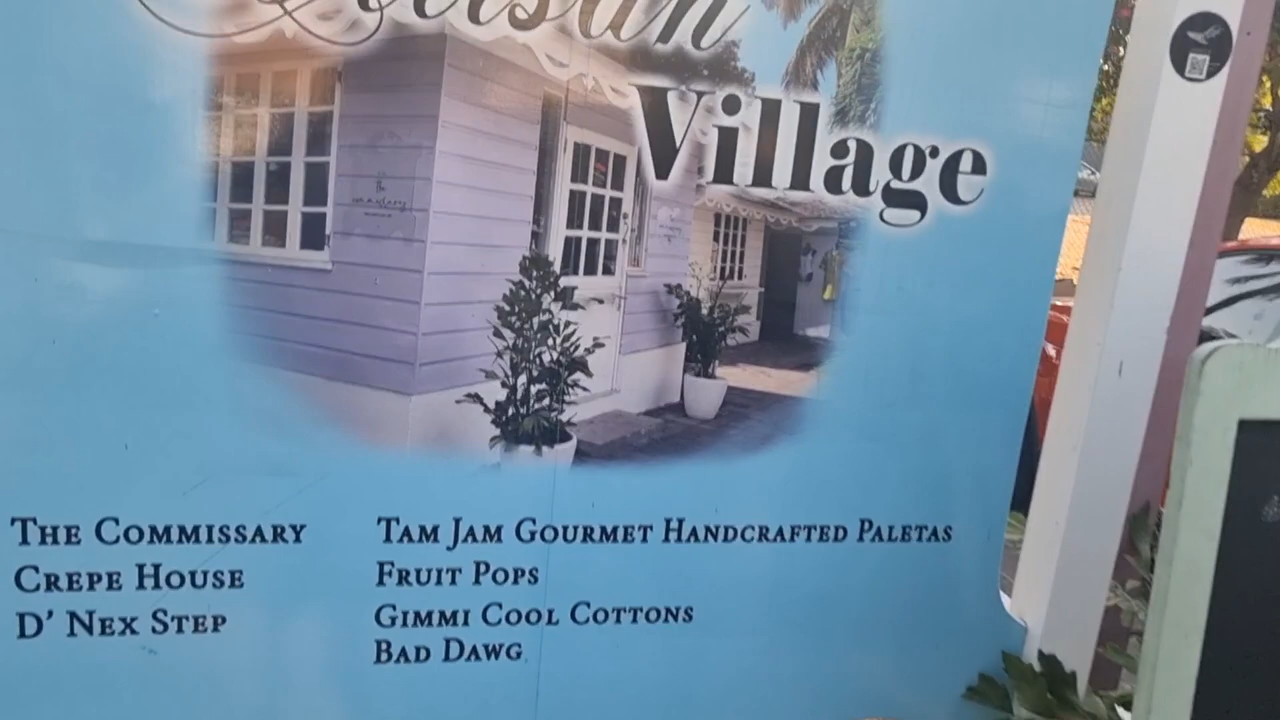 Artisan
Village
The Commissary
Crepe House
D' Nex Step
Tam Jam Gourmet Handcrafted Paletas
Fruit Pops
Gimmi Cool Cottons
Bad Dawg